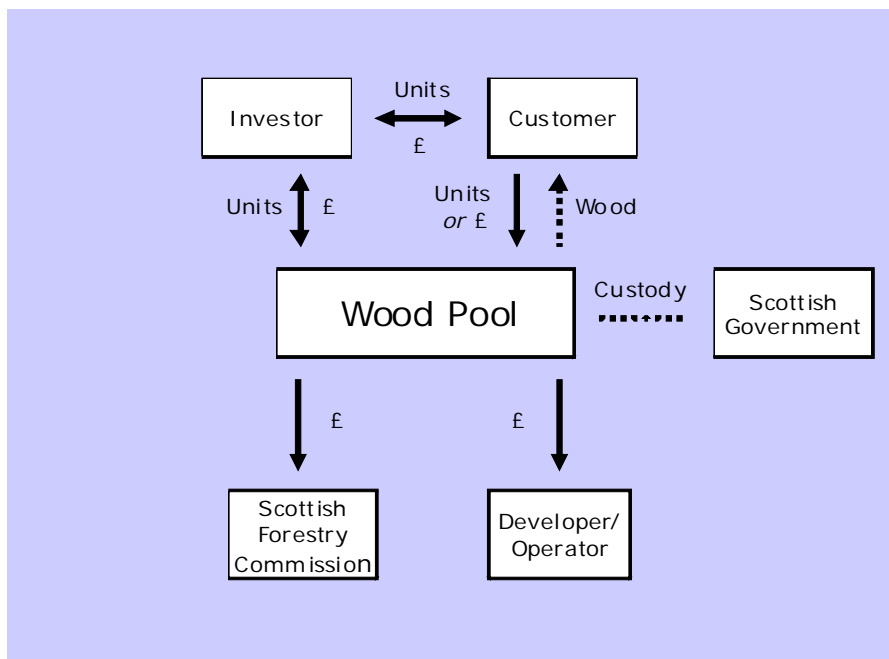 Units
Investor
Customer
£
Units
£
Units
or £
Wood
Wood Pool
Custody
Scottish
Government
£
£
Scottish
Forestry
Commission
Developer/
Operator